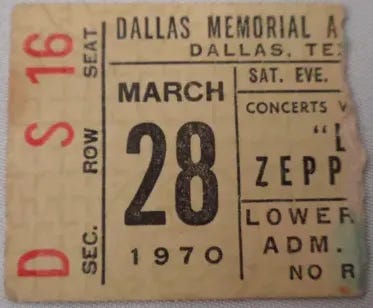 SEAT 16
ROW S
SEC. D
DALLAS MEMORIAL A
DALLAS, TEX
MARCH
28
1970
SAT. EVE.
CONCERTS
"L
ZEPP
LOWER
ADM.
NO R